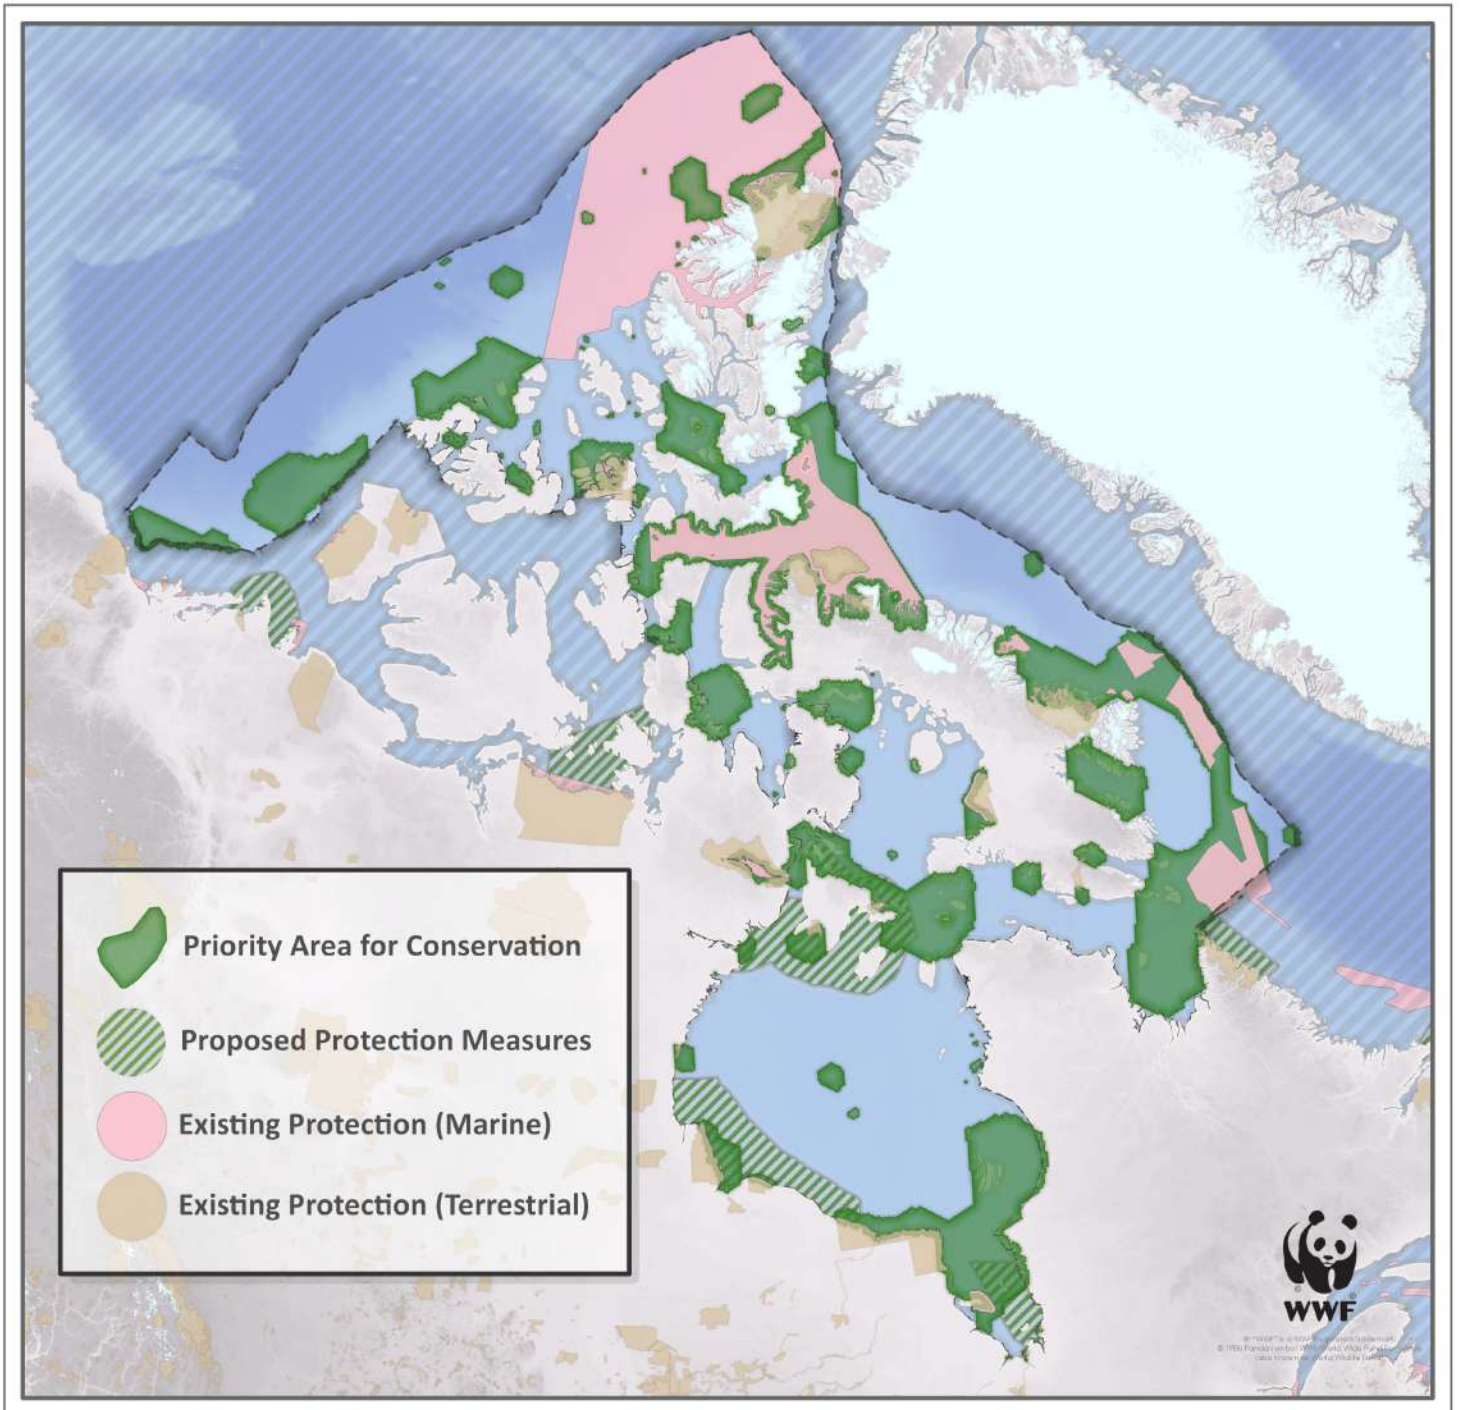 Priority Area for Conservation
Proposed Protection Measures
Existing Protection (Marine)
Existing Protection (Terrestrial)
WWF